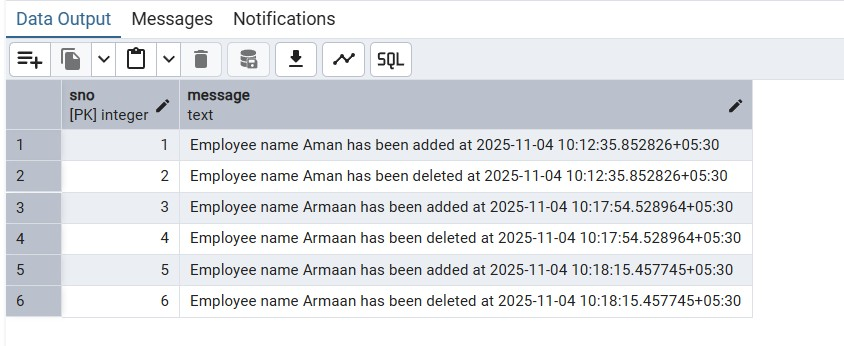 Data Output Messages Notifications
SQL
sno message
[PK] integer text
1 1 Employee name Aman has been added at 2025-11-04 10:12:35.852826+05:30
2 2 Employee name Aman has been deleted at 2025-11-04 10:12:35.852826+05:30
3 3 Employee name Armaan has been added at 2025-11-04 10:17:54.528964+05:30
4 4 Employee name Armaan has been deleted at 2025-11-04 10:17:54.528964+05:30
5 5 Employee name Armaan has been added at 2025-11-04 10:18:15.457745+05:30
6 6 Employee name Armaan has been deleted at 2025-11-04 10:18:15.457745+05:30